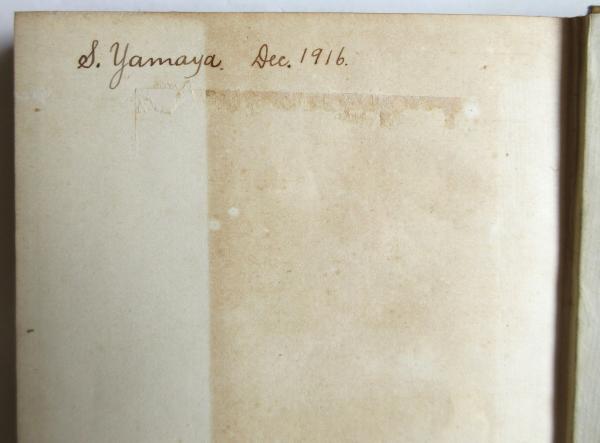 S. Yamaya. Dec. 1916.